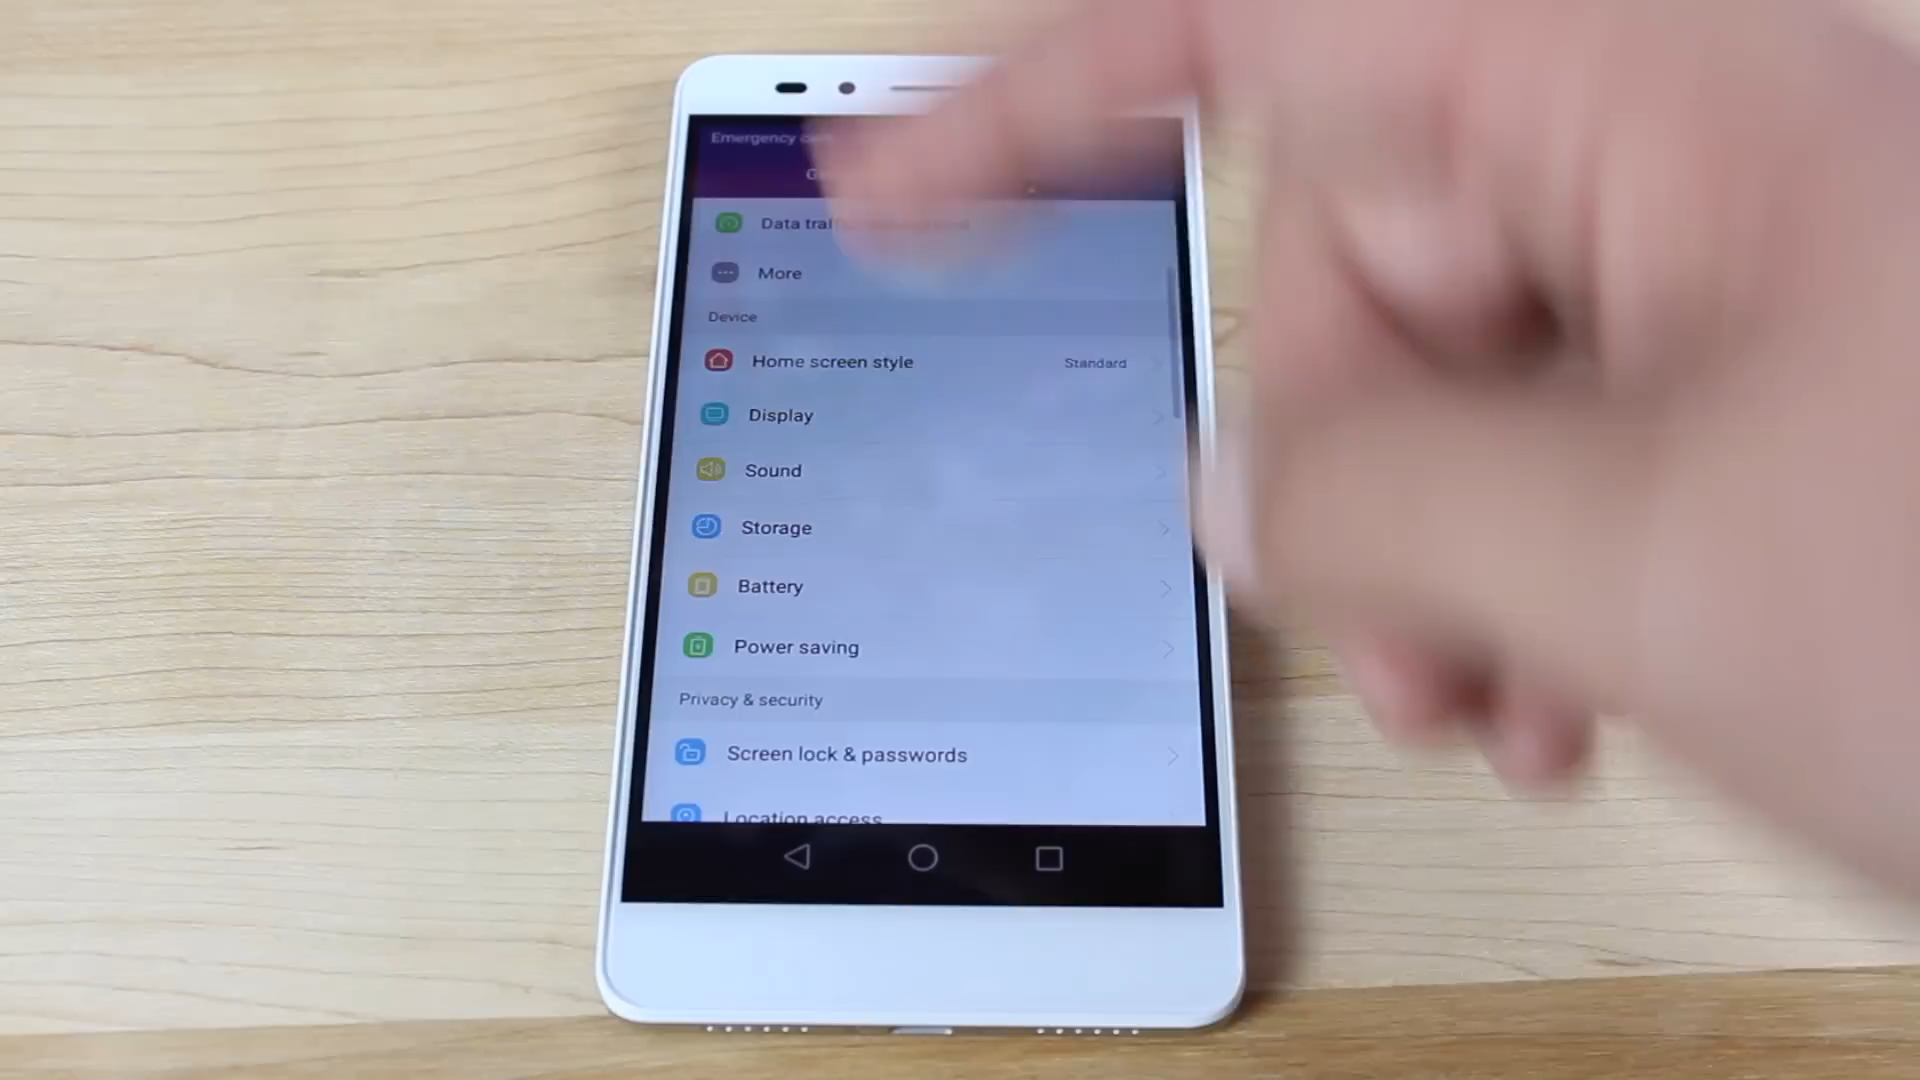 Emergency
Data
More
Device
Home screen style Standard
Display
Sound
Storage
Battery
Power saving
Privacy & security
Screen lock & passwords
Location access